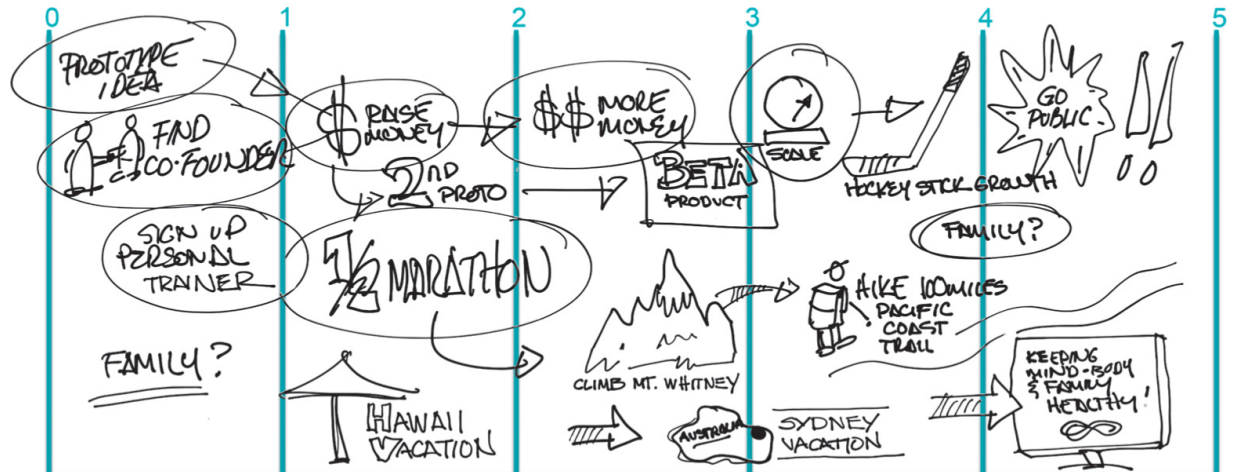 0 1 2 3 4 5
PROTOTYPE
IDEA
FIND
CO-FOUNDER
$ RAISE
MONEY
$$ MORE
MONEY
2ND
PROTO
BETA
PRODUCT
SCALE
HOCKEY STICK GROWTH
GO
PUBLIC
!!
SIGN UP
PERSONAL
TRAINER
1/2 MARATHON
FAMILY?
CLIMB MT. WHITNEY
HIKE 100 MILES
PACIFIC
COAST
TRAIL
FAMILY?
HAWAII
VACATION
AUSTRALIA
SYDNEY
VACATION
KEEPING
MIND-BODY
& FAMILY
HEALTHY!
∞